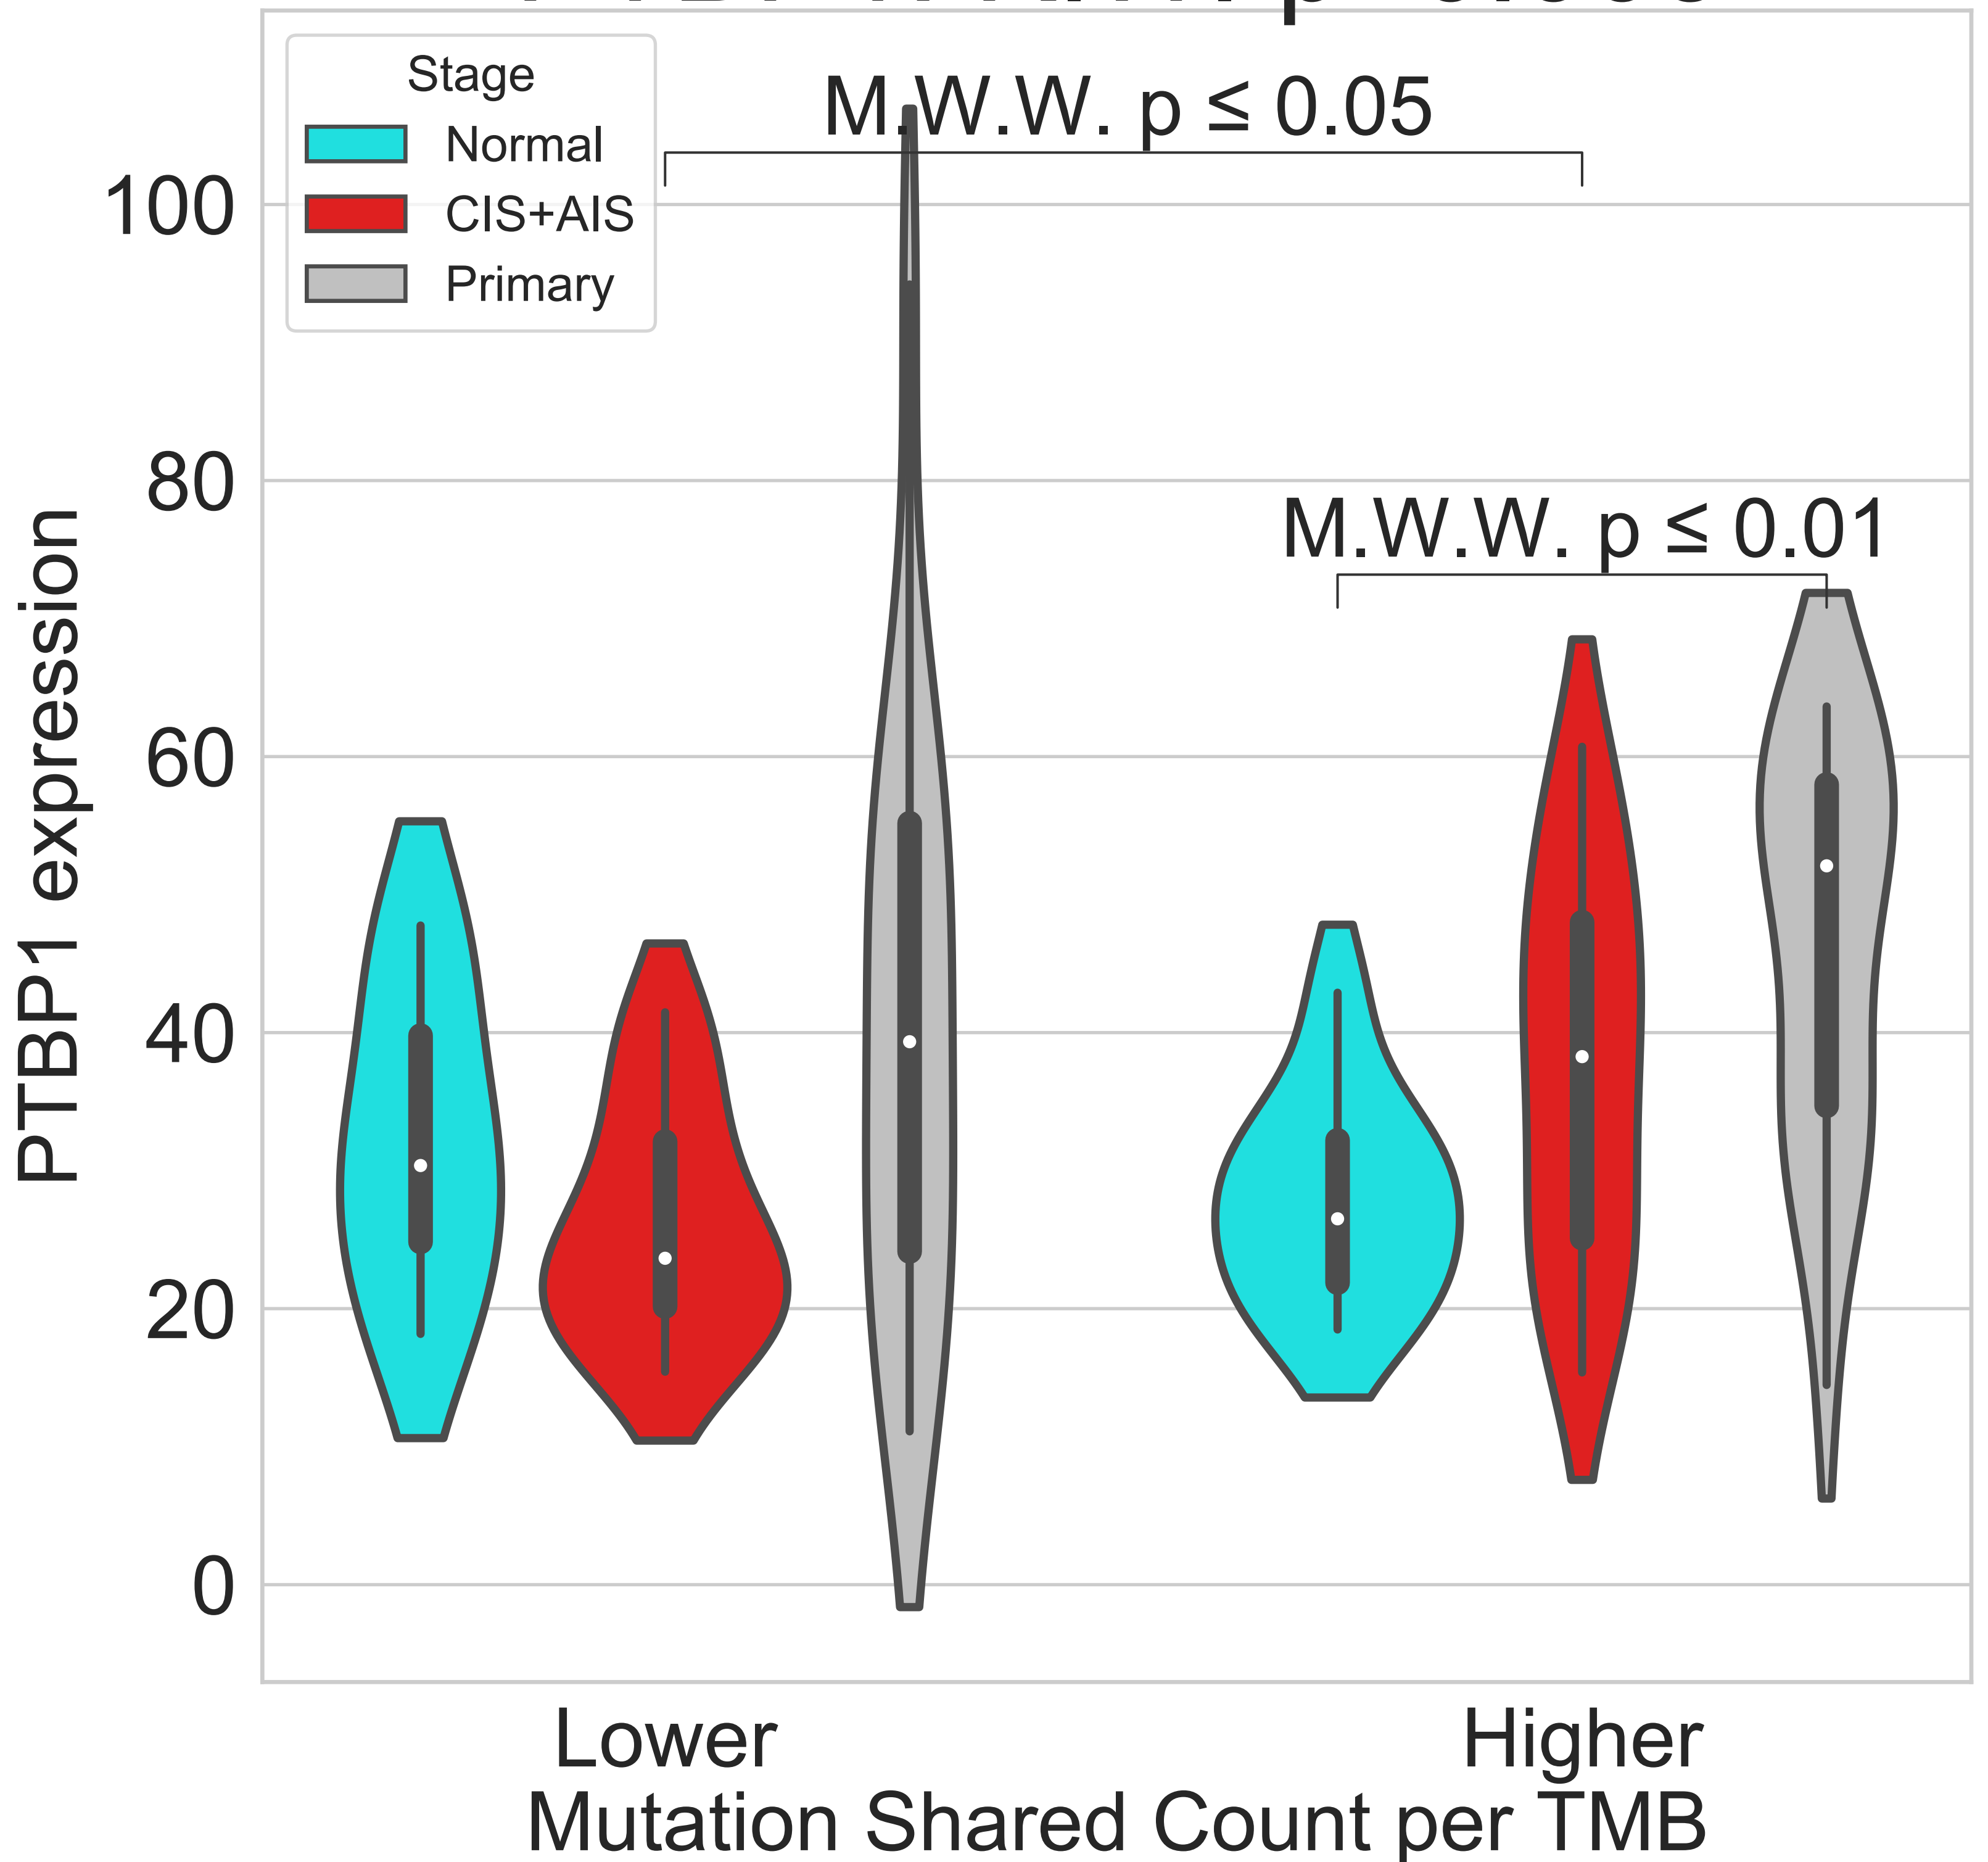 Stage
Normal
CIS+AIS
Primary
M.W.W. p ≤ 0.05
M.W.W. p ≤ 0.01
100
80
60
40
20
0
PTBP1 expression
Lower
Higher
Mutation Shared Count per TMB